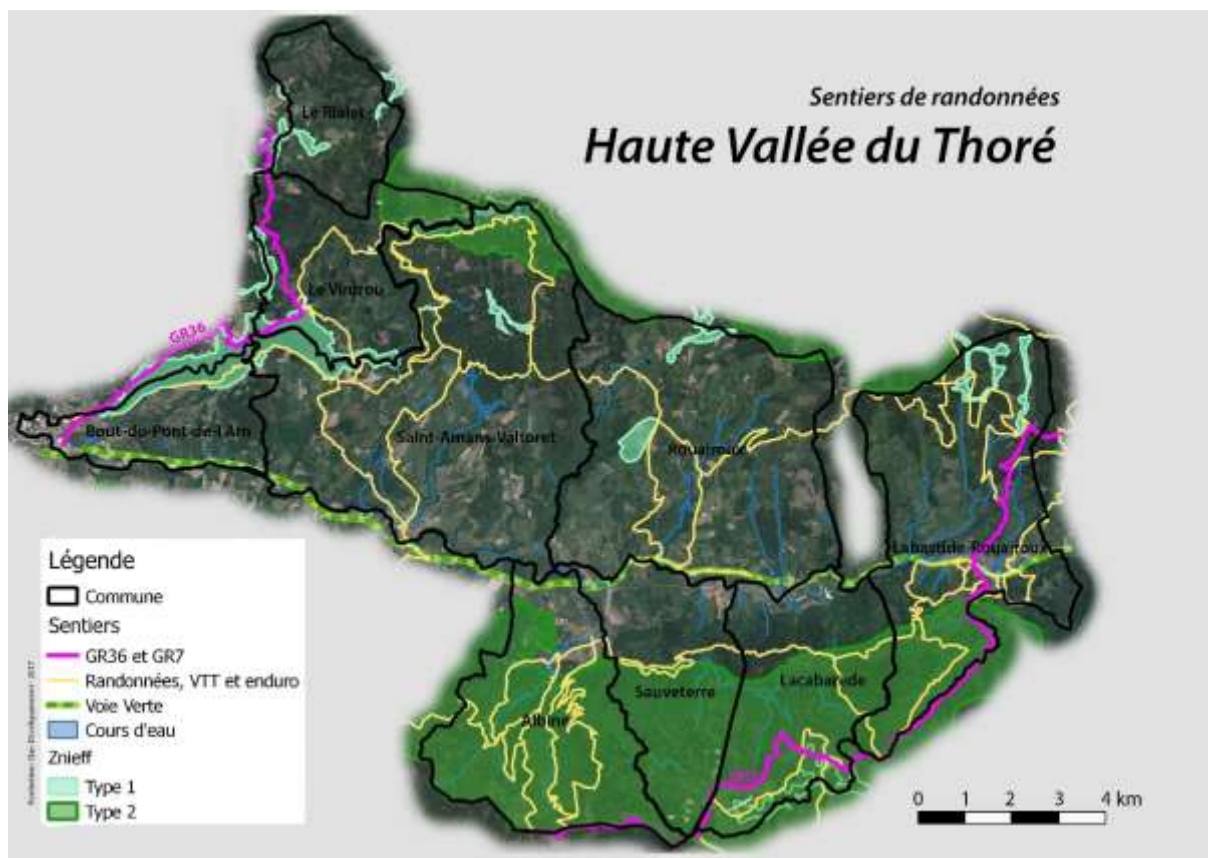 Sentiers de randonnées
Haute Vallée du Thoré
Le Rialet
Le Vintrou
GR36
Bout-du-Pont-de-l'Arn
Saint-Amans-Valtoret
Rouairoux
Labastide-Rouairoux
Légende
Commune
Sentiers
GR36 et GR7
Randonnées, VTT et enduro
Voie Verte
Cours d'eau
Znieff
Type 1
Type 2
Albine
Sauveterre
Lacabarède
0 1 2 3 4 km